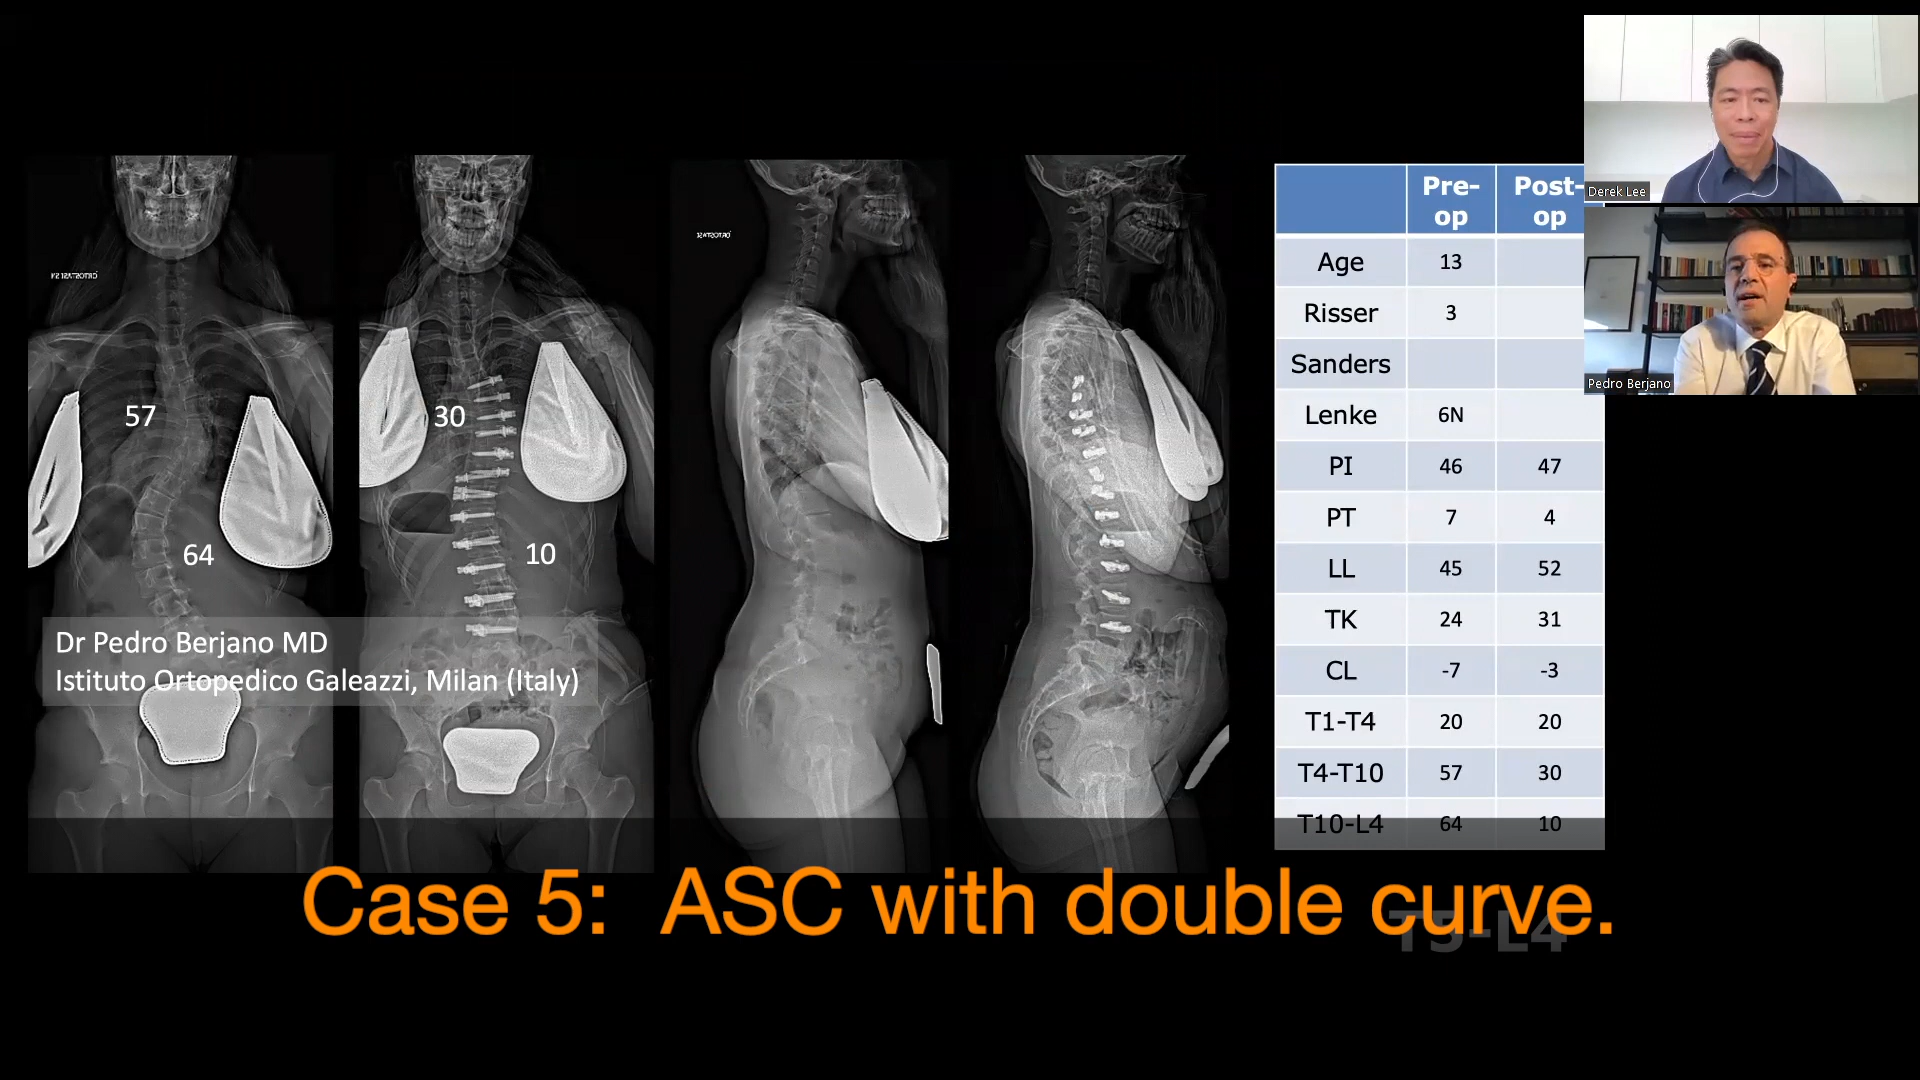 Derek Lee
Pedro Berjano
57
30
64
10
Dr Pedro Berjano MD
Istituto Ortopedico Galeazzi, Milan (Italy)
Pre-op Post-op
Age 13
Risser 3
Sanders
Lenke 6N
PI 46 47
PT 7 4
LL 45 52
TK 24 31
CL -7 -3
T1-T4 20 20
T4-T10 57 30
T10-L4 64 10
Case 5: ASC with double curve.
T5-L4